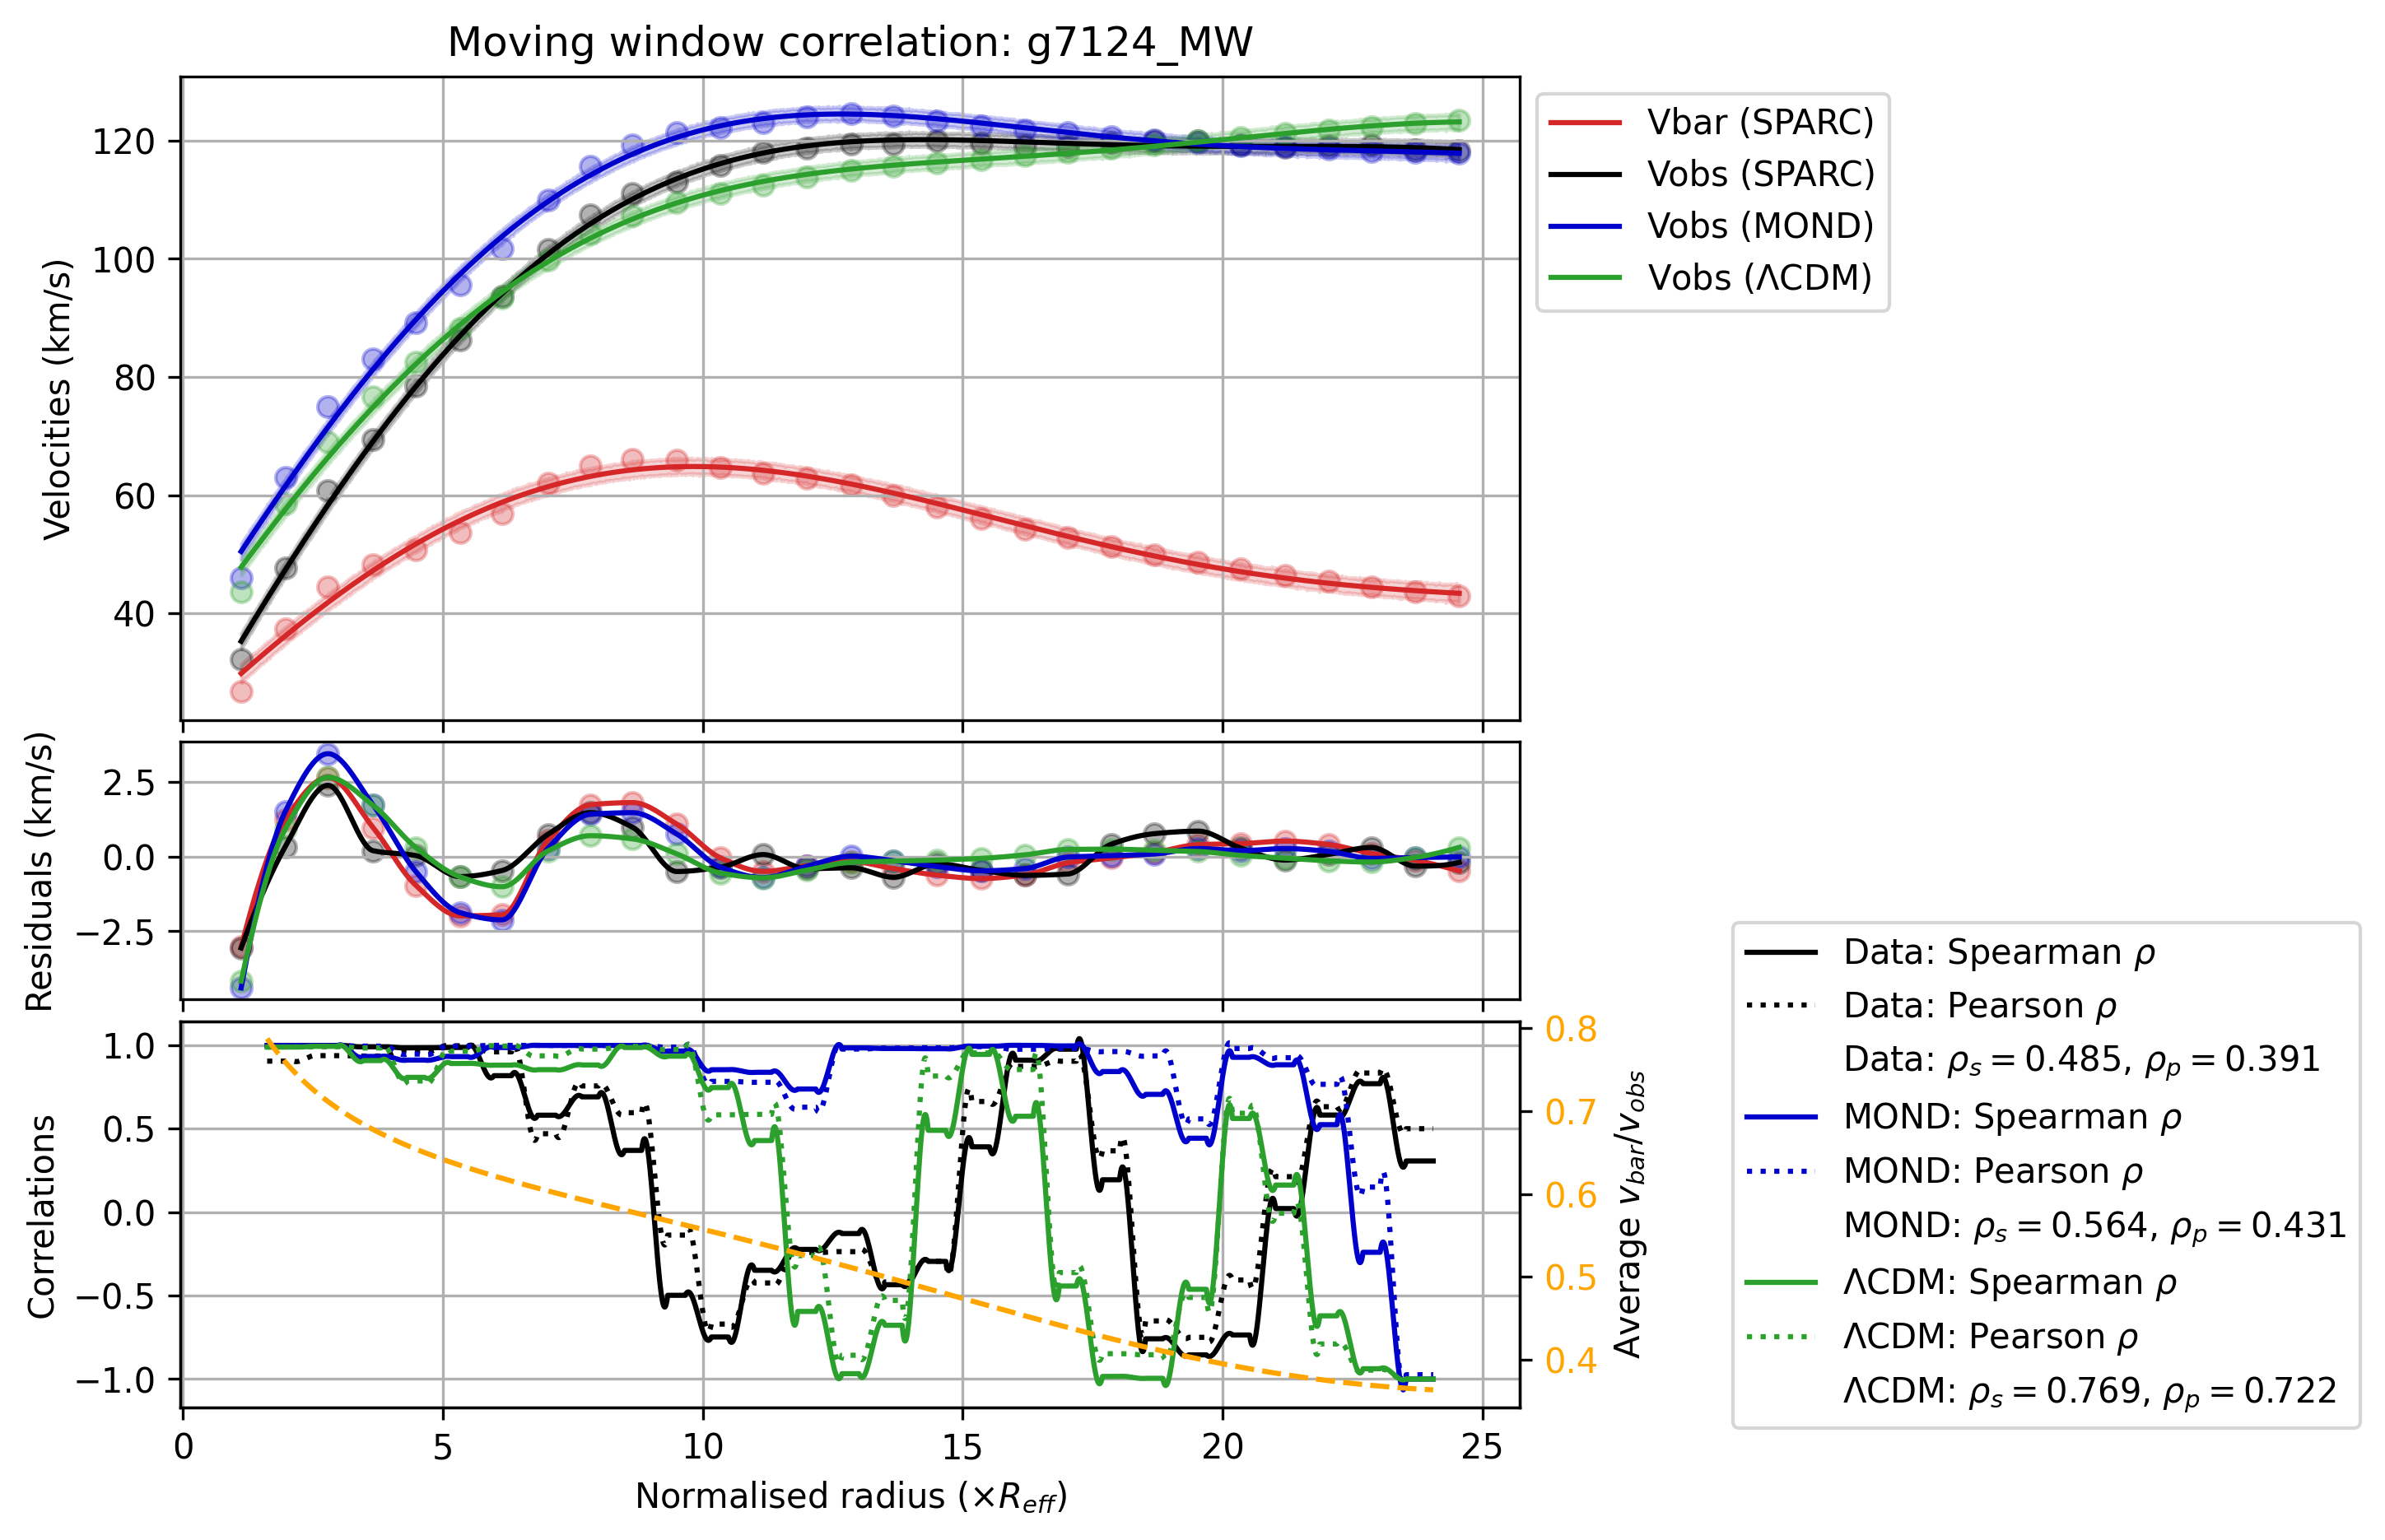 Moving window correlation: g7124_MW
Velocities (km/s)
120
100
80
60
40
Vbar (SPARC)
Vobs (SPARC)
Vobs (MOND)
Vobs (ΛCDM)
Residuals (km/s)
2.5
0.0
−2.5
Correlations
1.0
0.5
0.0
−0.5
−1.0
0.8
0.7
0.6
0.5
0.4
Average v_bar/v_obs
0
5
10
15
20
25
Normalised radius (×R_eff)
Data: Spearman ρ
Data: Pearson ρ
Data: ρ_s = 0.485, ρ_p = 0.391
MOND: Spearman ρ
MOND: Pearson ρ
MOND: ρ_s = 0.564, ρ_p = 0.431
ΛCDM: Spearman ρ
ΛCDM: Pearson ρ
ΛCDM: ρ_s = 0.769, ρ_p = 0.722